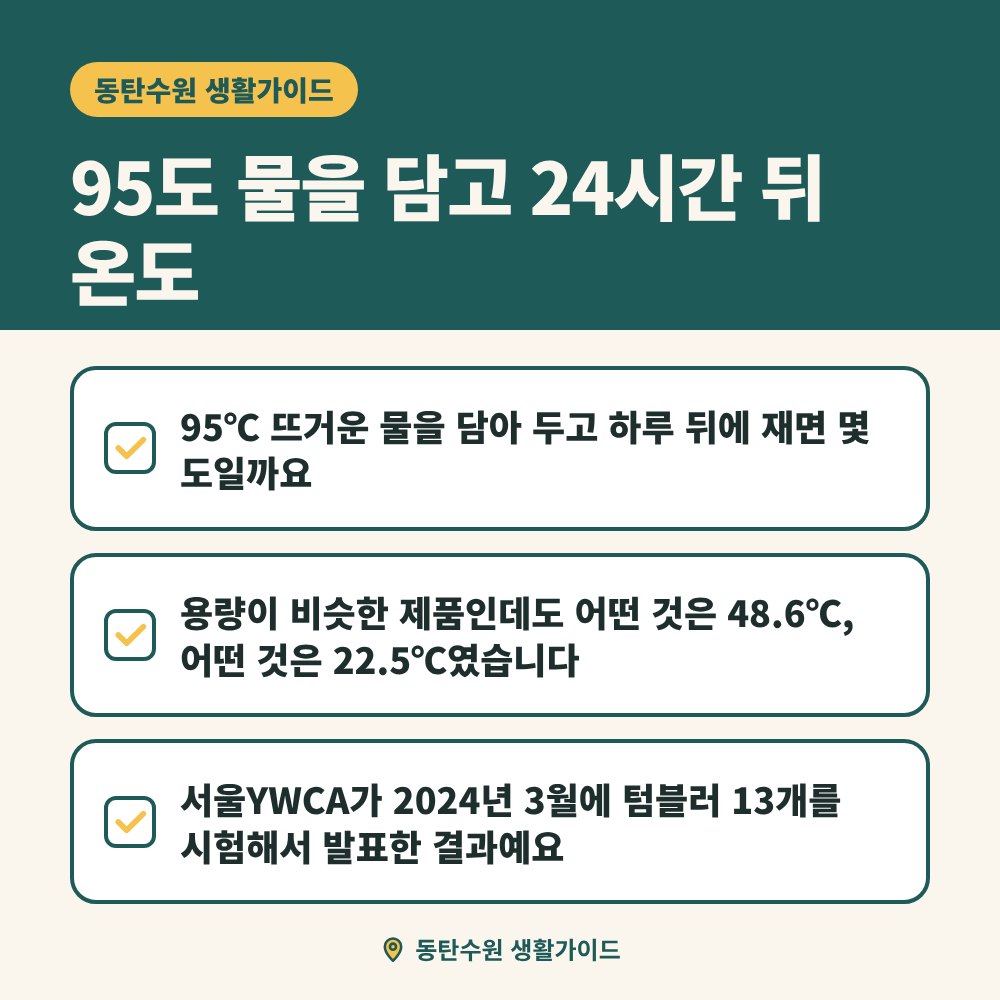 동탄수원 생활가이드
95도 물을 담고 24시간 뒤
온도
95℃ 뜨거운 물을 담아 두고 하루 뒤에 재면 몇
도일까요
용량이 비슷한 제품인데도 어떤 것은 48.6℃,
어떤 것은 22.5℃였습니다
서울YWCA가 2024년 3월에 텀블러 13개를
시험해서 발표한 결과예요
동탄수원 생활가이드